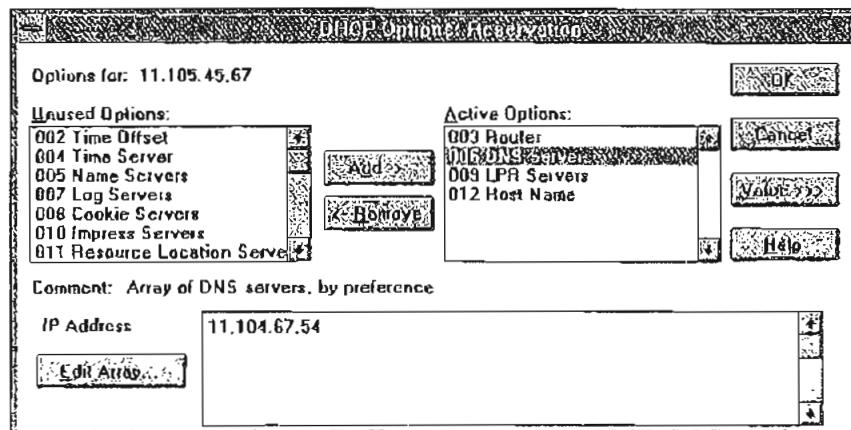 DHCP Options: Reservation
Options for: 11.105.45.67
OK
Unused Options:
Active Options:
002 Time Offset
004 Time Server
005 Name Servers
007 Log Servers
008 Cookie Servers
010 Impress Servers
011 Resource Location Serve
Add ->
<- Remove
003 Router
006 DNS Servers
009 LPR Servers
012 Host Name
Cancel
Value >>>
Help
Comment: Array of DNS servers, by preference
IP Address
11.104.67.54
Edit Array...